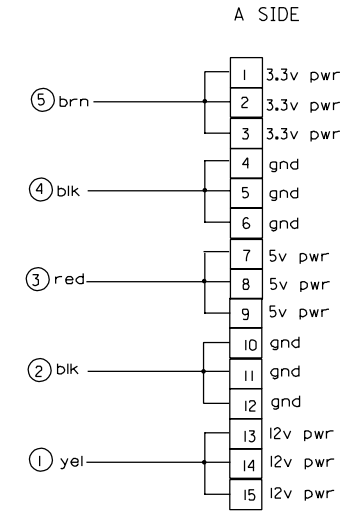 A SIDE
1 3.3v pwr
5 brn 2 3.3v pwr
3 3.3v pwr
4 gnd
4 blk 5 gnd
6 gnd
7 5v pwr
3 red 8 5v pwr
9 5v pwr
10 gnd
2 blk 11 gnd
12 gnd
13 12v pwr
1 yel 14 12v pwr
15 12v pwr